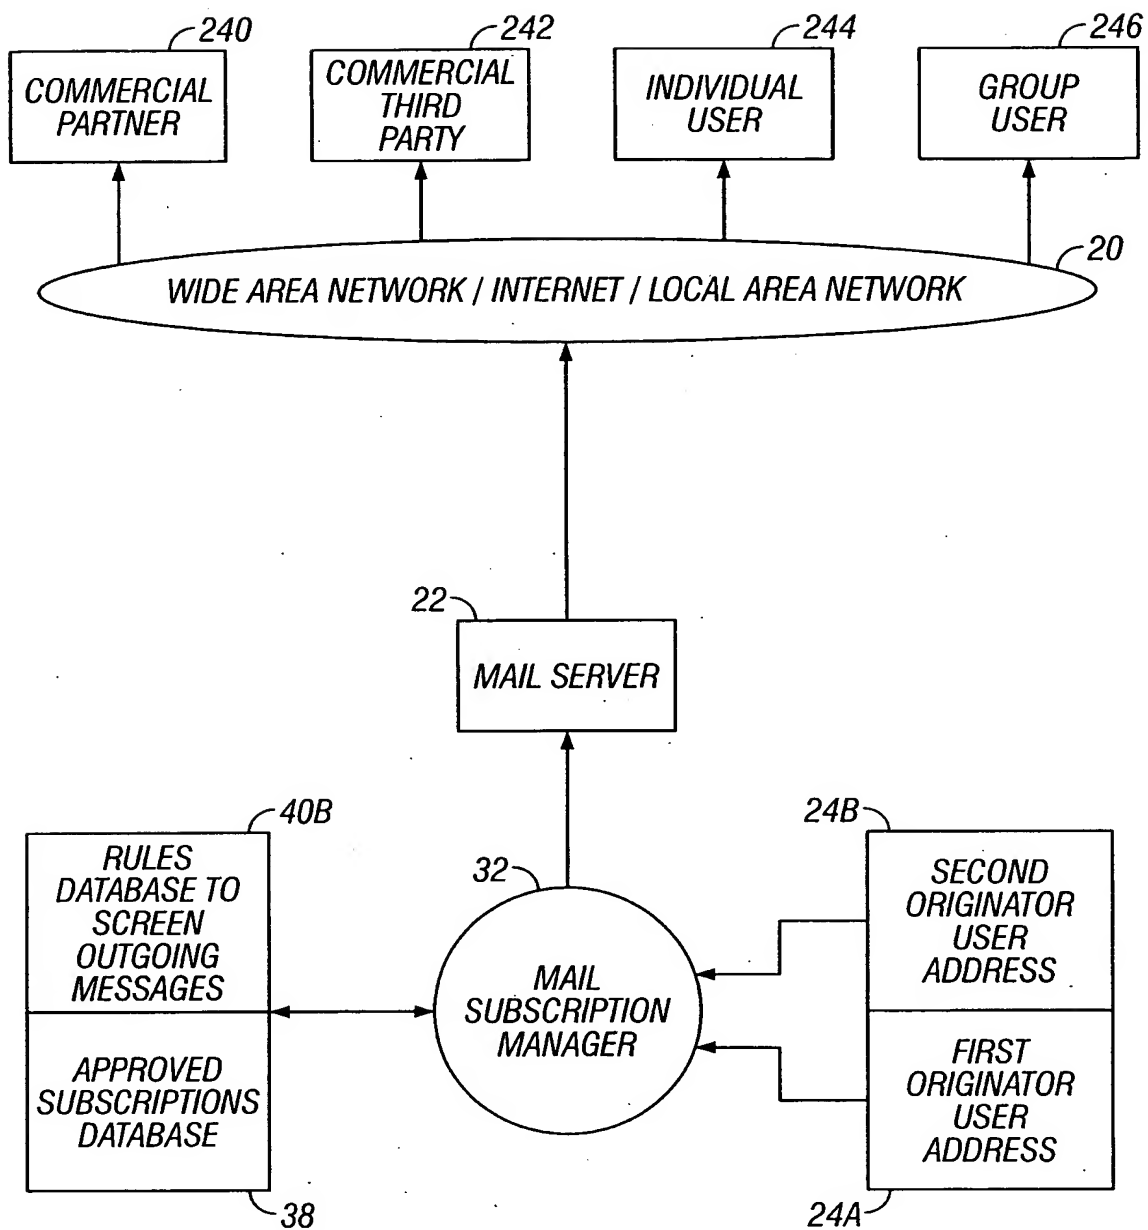 240
242
244
246
COMMERCIAL
PARTNER
COMMERCIAL
THIRD
PARTY
INDIVIDUAL
USER
GROUP
USER
20
WIDE AREA NETWORK / INTERNET / LOCAL AREA NETWORK
22
MAIL SERVER
40B
RULES
DATABASE TO
SCREEN
OUTGOING
MESSAGES
APPROVED
SUBSCRIPTIONS
DATABASE
38
32
MAIL
SUBSCRIPTION
MANAGER
24B
SECOND
ORIGINATOR
USER
ADDRESS
FIRST
ORIGINATOR
USER
ADDRESS
24A